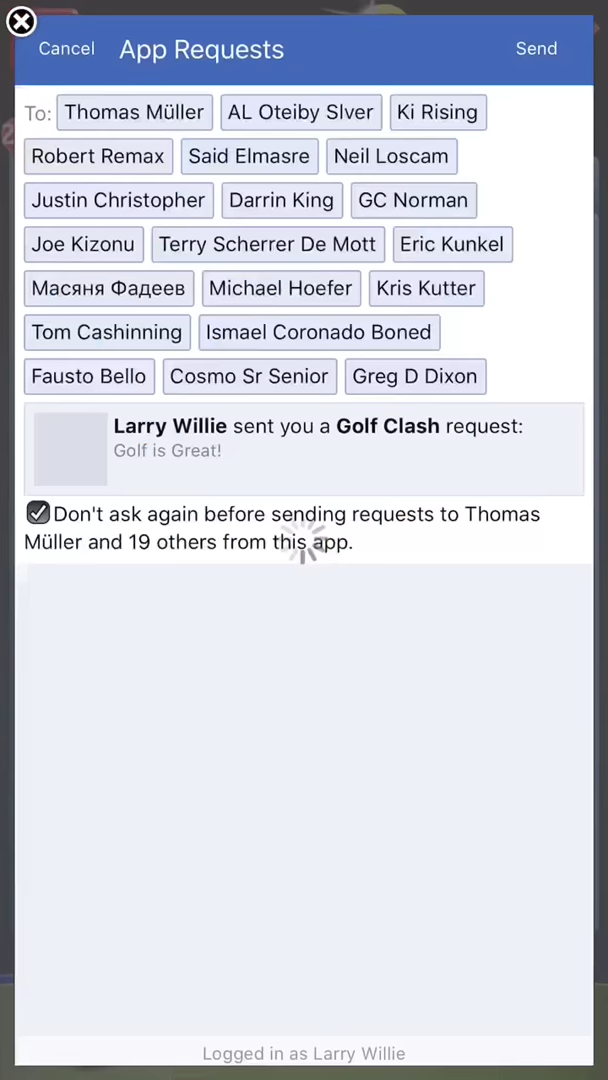 Cancel App Requests Send
To: Thomas Müller AL Oteiby Slver Ki Rising
Robert Remax Said Elmasre Neil Loscam
Justin Christopher Darrin King GC Norman
Joe Kizonu Terry Scherrer De Mott Eric Kunkel
Масяня Фадеев Michael Hoefer Kris Kutter
Tom Cashinning Ismael Coronado Boned
Fausto Bello Cosmo Sr Senior Greg D Dixon
Larry Willie sent you a Golf Clash request:
Golf is Great!
Don't ask again before sending requests to Thomas
Müller and 19 others from this app.
Logged in as Larry Willie